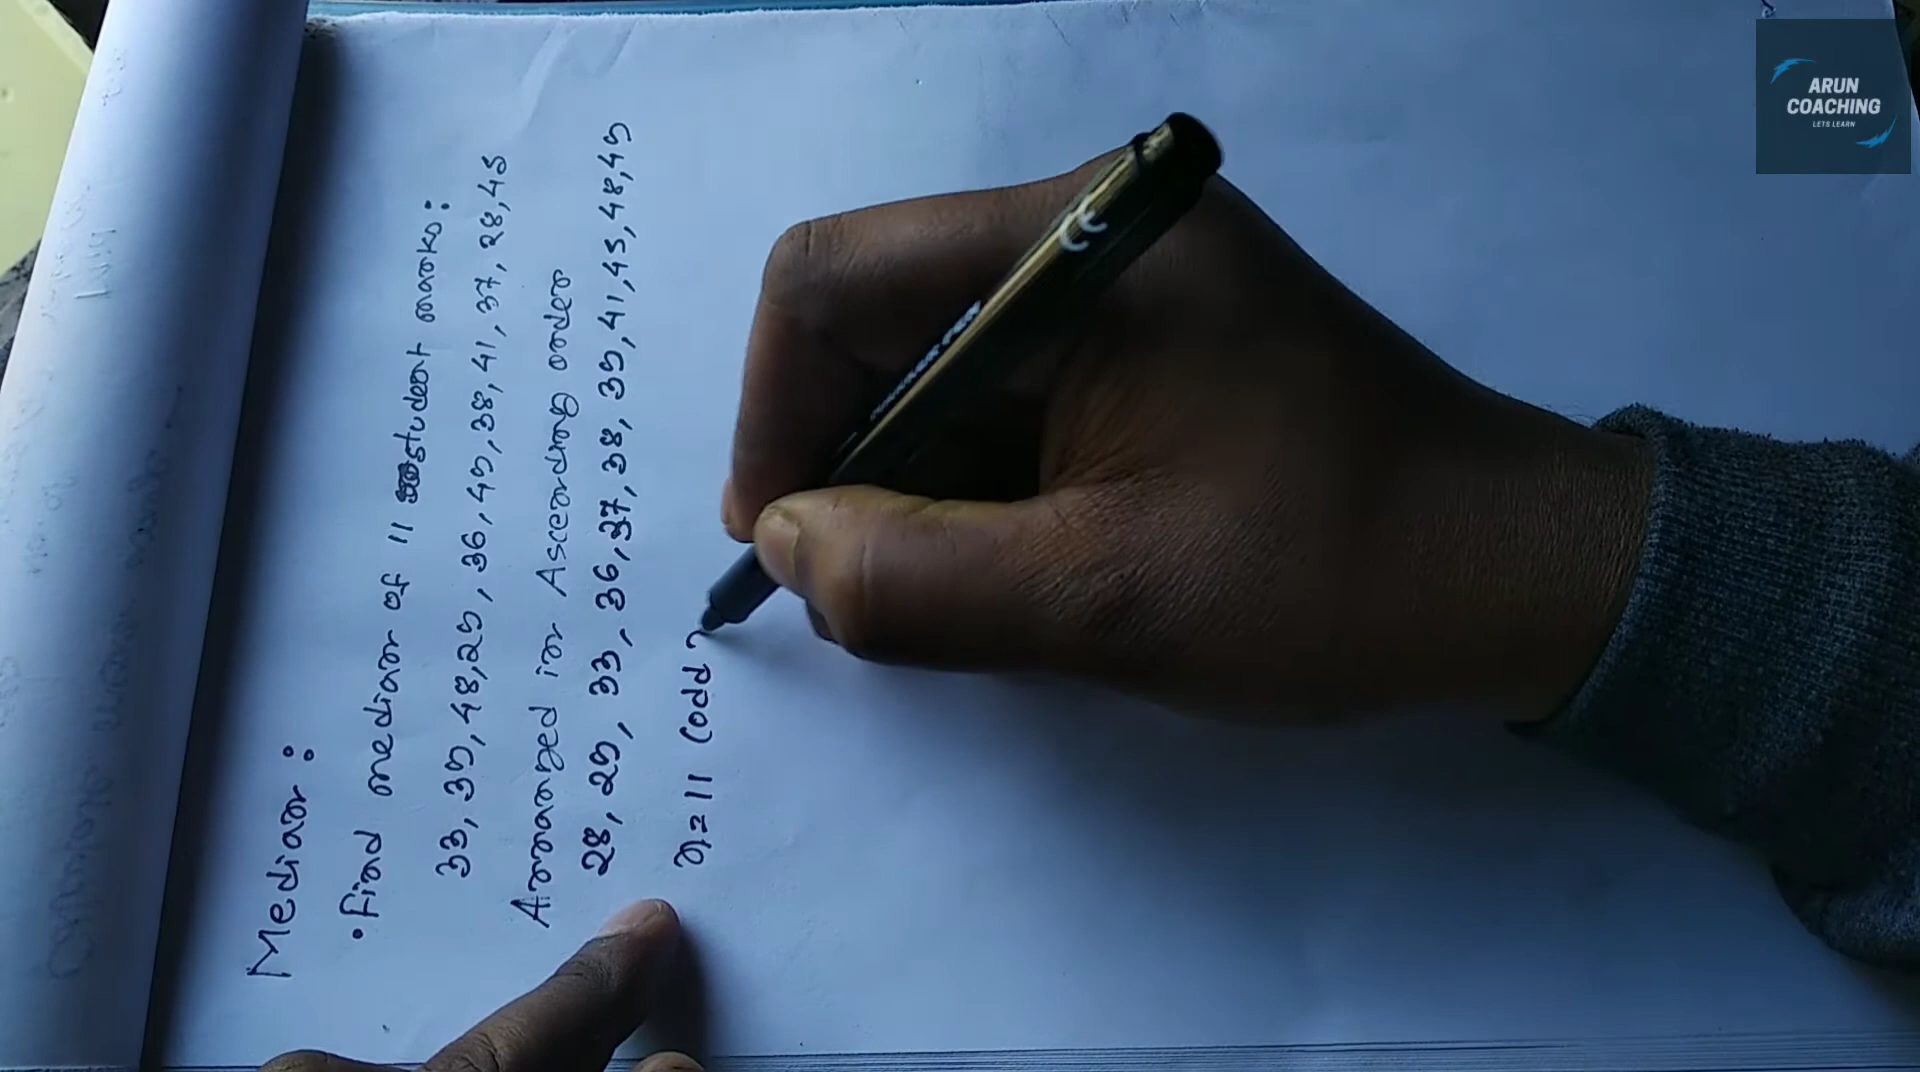 Median :
• Find median of 11 student marks :
33, 39, 48, 29, 36, 49, 38, 41, 37, 28, 45
Arranged in Ascending order
28, 29, 33, 36, 37, 38, 39, 41, 45, 48, 49
n = 11 (odd n
ARUN
COACHING
LETS LEARN